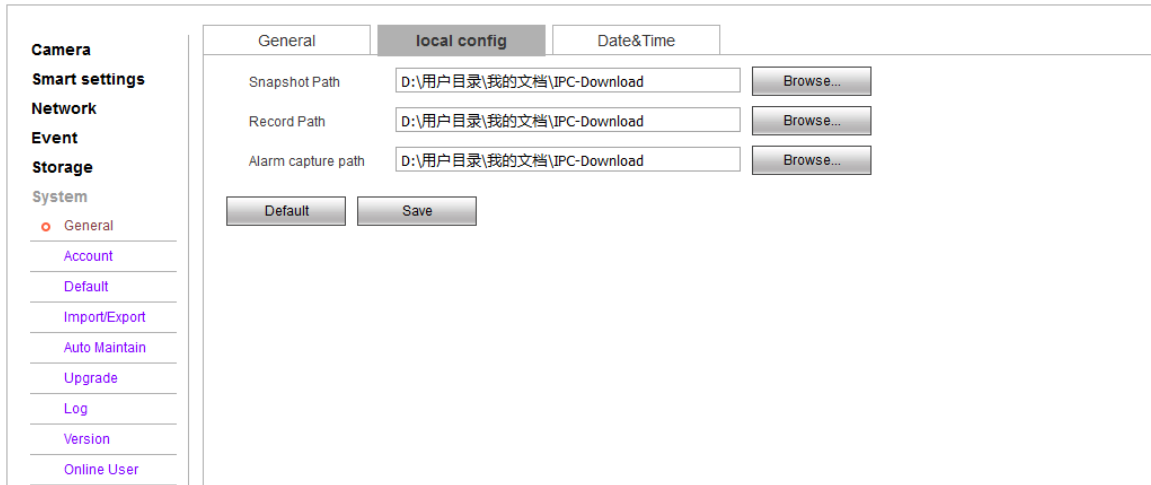 Camera
Smart settings
Network
Event
Storage
System
General
Account
Default
Import/Export
Auto Maintain
Upgrade
Log
Version
Online User
General local config Date&Time
Snapshot Path D:\用户目录\我的文档\IPC-Download Browse...
Record Path D:\用户目录\我的文档\IPC-Download Browse...
Alarm capture path D:\用户目录\我的文档\IPC-Download Browse...
Default Save